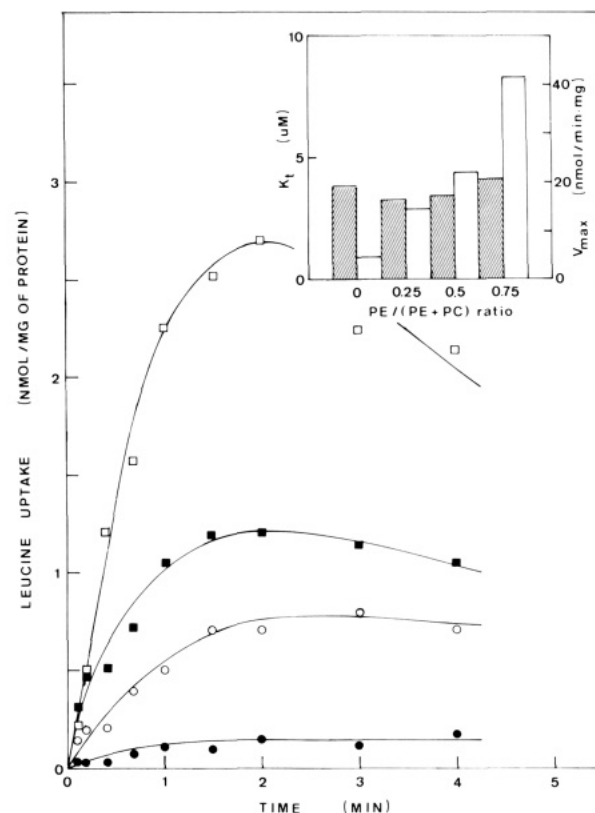 LEUCINE UPTAKE (NMOL/MG OF PROTEIN)
3
2
1
0
0 1 2 3 4 5
TIME (MIN)
10
5
0
Kt (uM)
40
20
0
Vmax (nmol/min·mg)
0 0.25 0.5 0.75
PE/(PE+PC) ratio